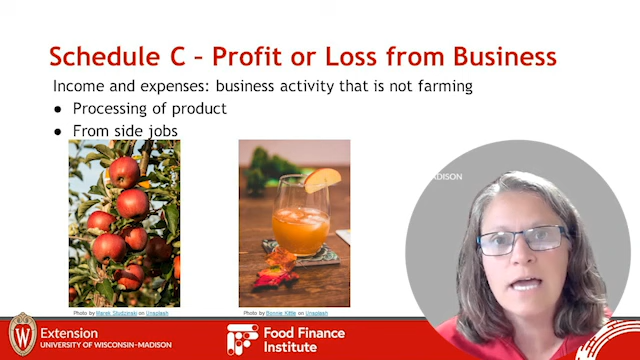 Schedule C – Profit or Loss from Business
Income and expenses: business activity that is not farming
● Processing of product
● From side jobs
MADISON
Photo by Marek Studzinski on Unsplash
Photo by Bonnie Kittle on Unsplash
W
Extension
UNIVERSITY OF WISCONSIN-MADISON
Food Finance
Institute